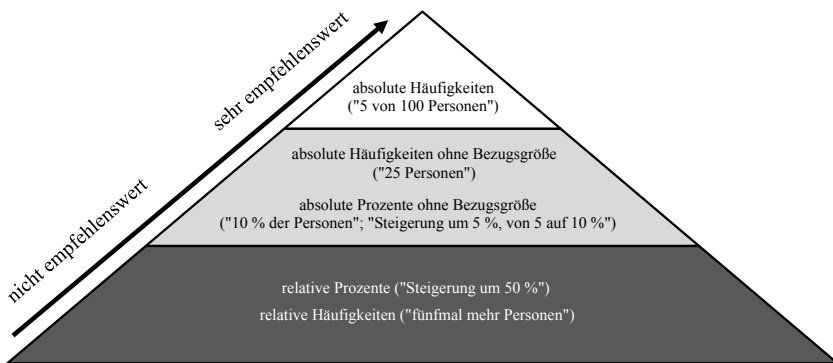 sehr empfehlenswert
nicht empfehlenswert
absolute Häufigkeiten
("5 von 100 Personen")
absolute Häufigkeiten ohne Bezugsgröße
("25 Personen")
absolute Prozente ohne Bezugsgröße
("10 % der Personen"; "Steigerung um 5 %, von 5 auf 10 %")
relative Prozente ("Steigerung um 50 %")
relative Häufigkeiten ("fünfmal mehr Personen")